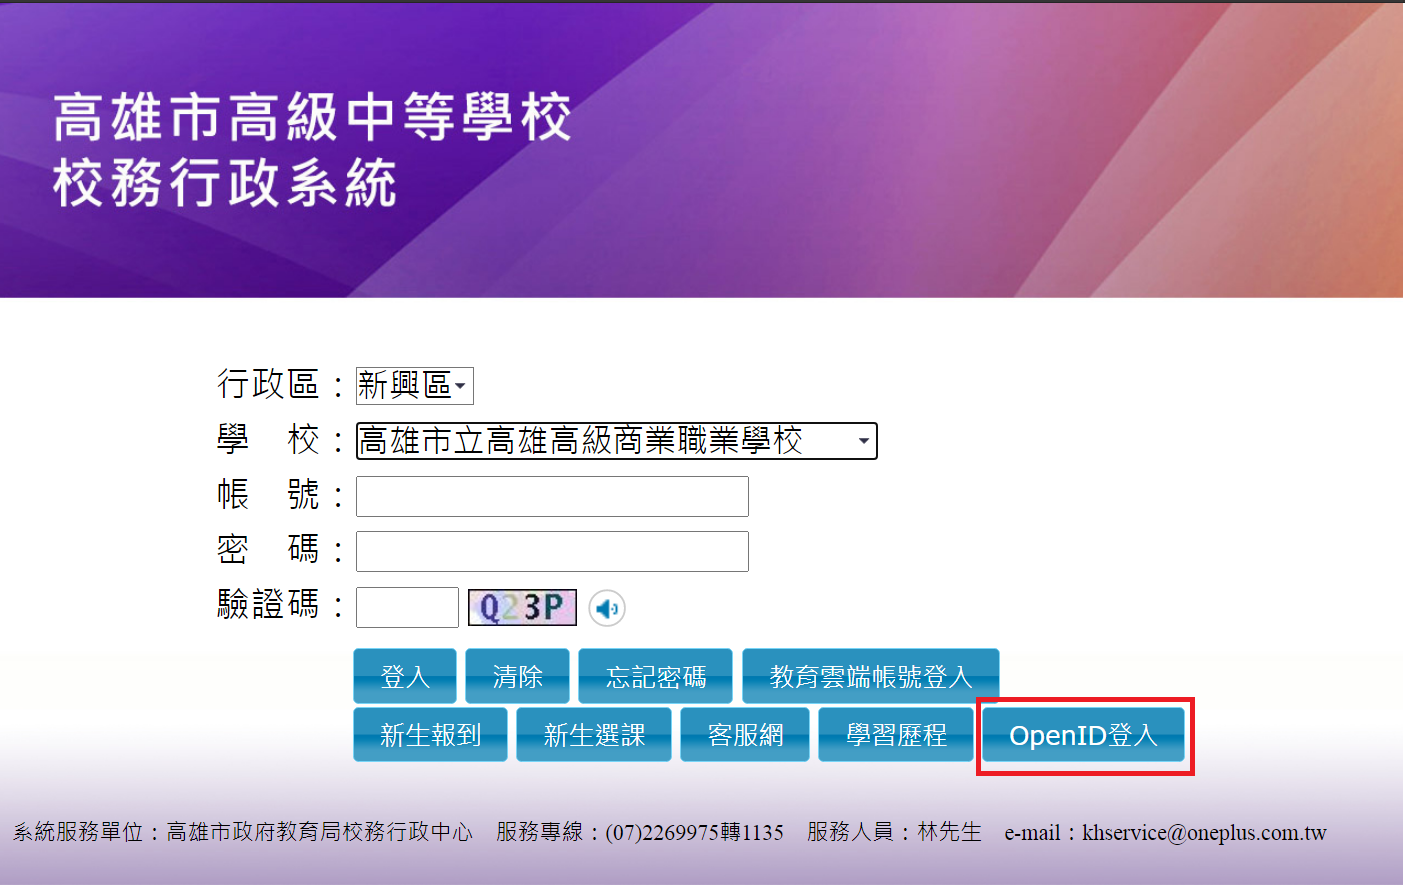 高雄市高級中等學校
校務行政系統
行政區：新興區
學　校：高雄市立高雄高級商業職業學校
帳　號：
密　碼：
驗證碼： Q23P
登入 清除 忘記密碼 教育雲端帳號登入
新生報到 新生選課 客服網 學習歷程 OpenID登入
系統服務單位：高雄市政府教育局校務行政中心　服務專線：(07)2269975轉1135　服務人員：林先生　e-mail：khservice@oneplus.com.tw